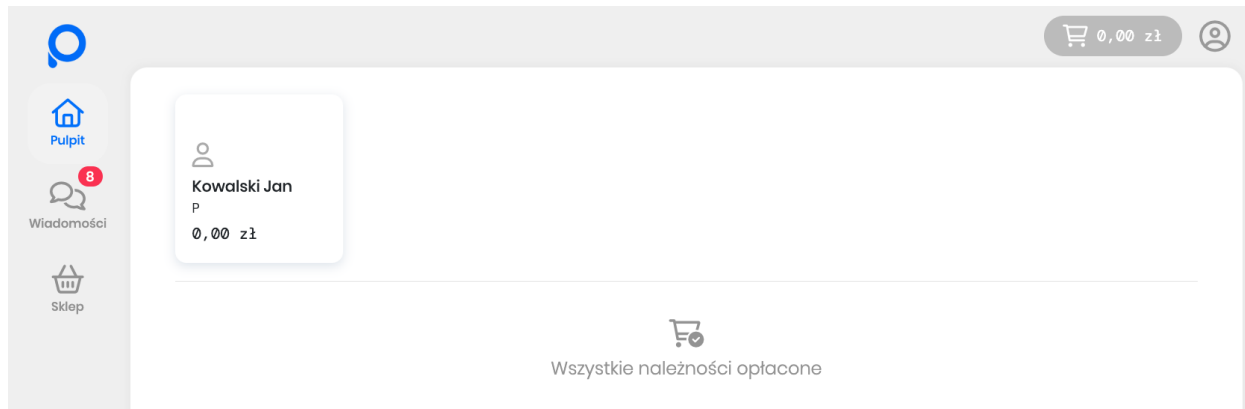 0,00 zł
Pulpit
8
Wiadomości
Sklep
Kowalski Jan
P
0,00 zł
Wszystkie należności opłacone